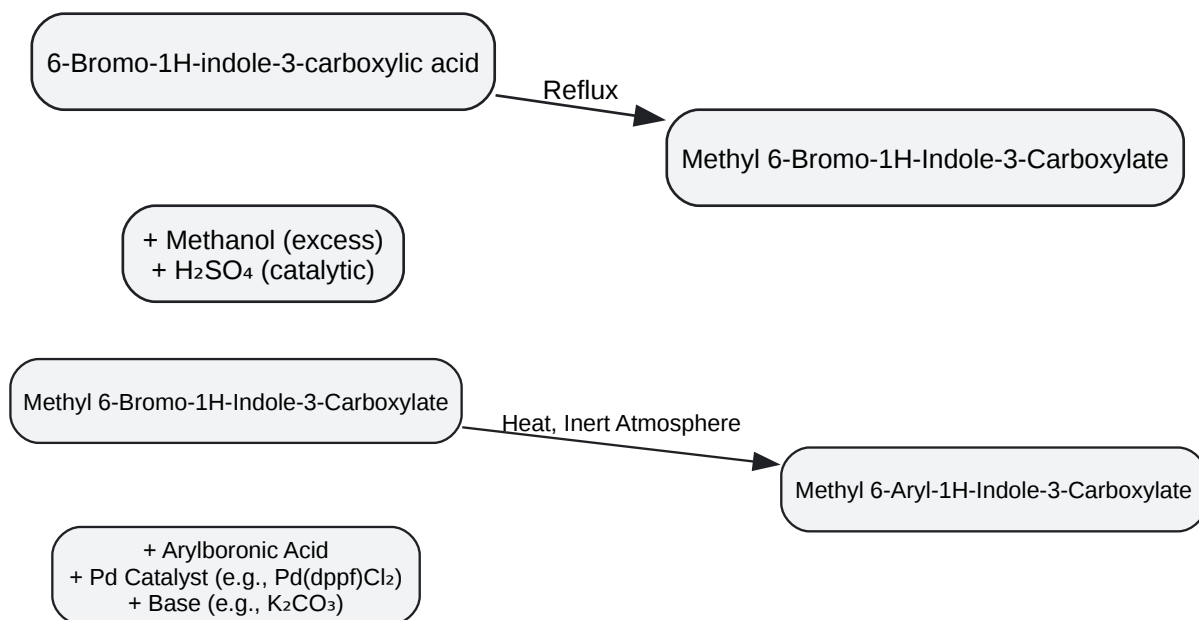 6-Bromo-1H-indole-3-carboxylic acid
Reflux
Methyl 6-Bromo-1H-Indole-3-Carboxylate
+ Methanol (excess)
+ H₂SO₄ (catalytic)
Methyl 6-Bromo-1H-Indole-3-Carboxylate
Heat, Inert Atmosphere
Methyl 6-Aryl-1H-Indole-3-Carboxylate
+ Arylboronic Acid
+ Pd Catalyst (e.g., Pd(dppf)Cl₂)
+ Base (e.g., K₂CO₃)